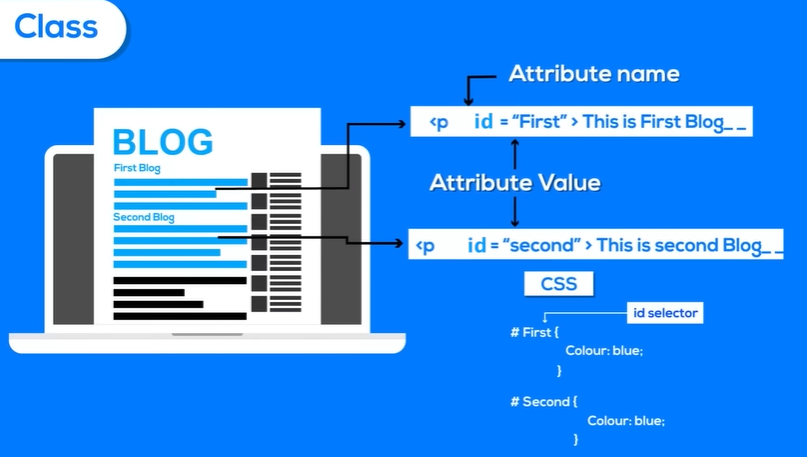 Class
BLOG
First Blog
Second Blog
Attribute name
<p id = “First” > This is First Blog_ _
Attribute Value
<p id = “second” > This is second Blog_ _
CSS
id selector
# First {
Colour: blue;
}
# Second {
Colour: blue;
}